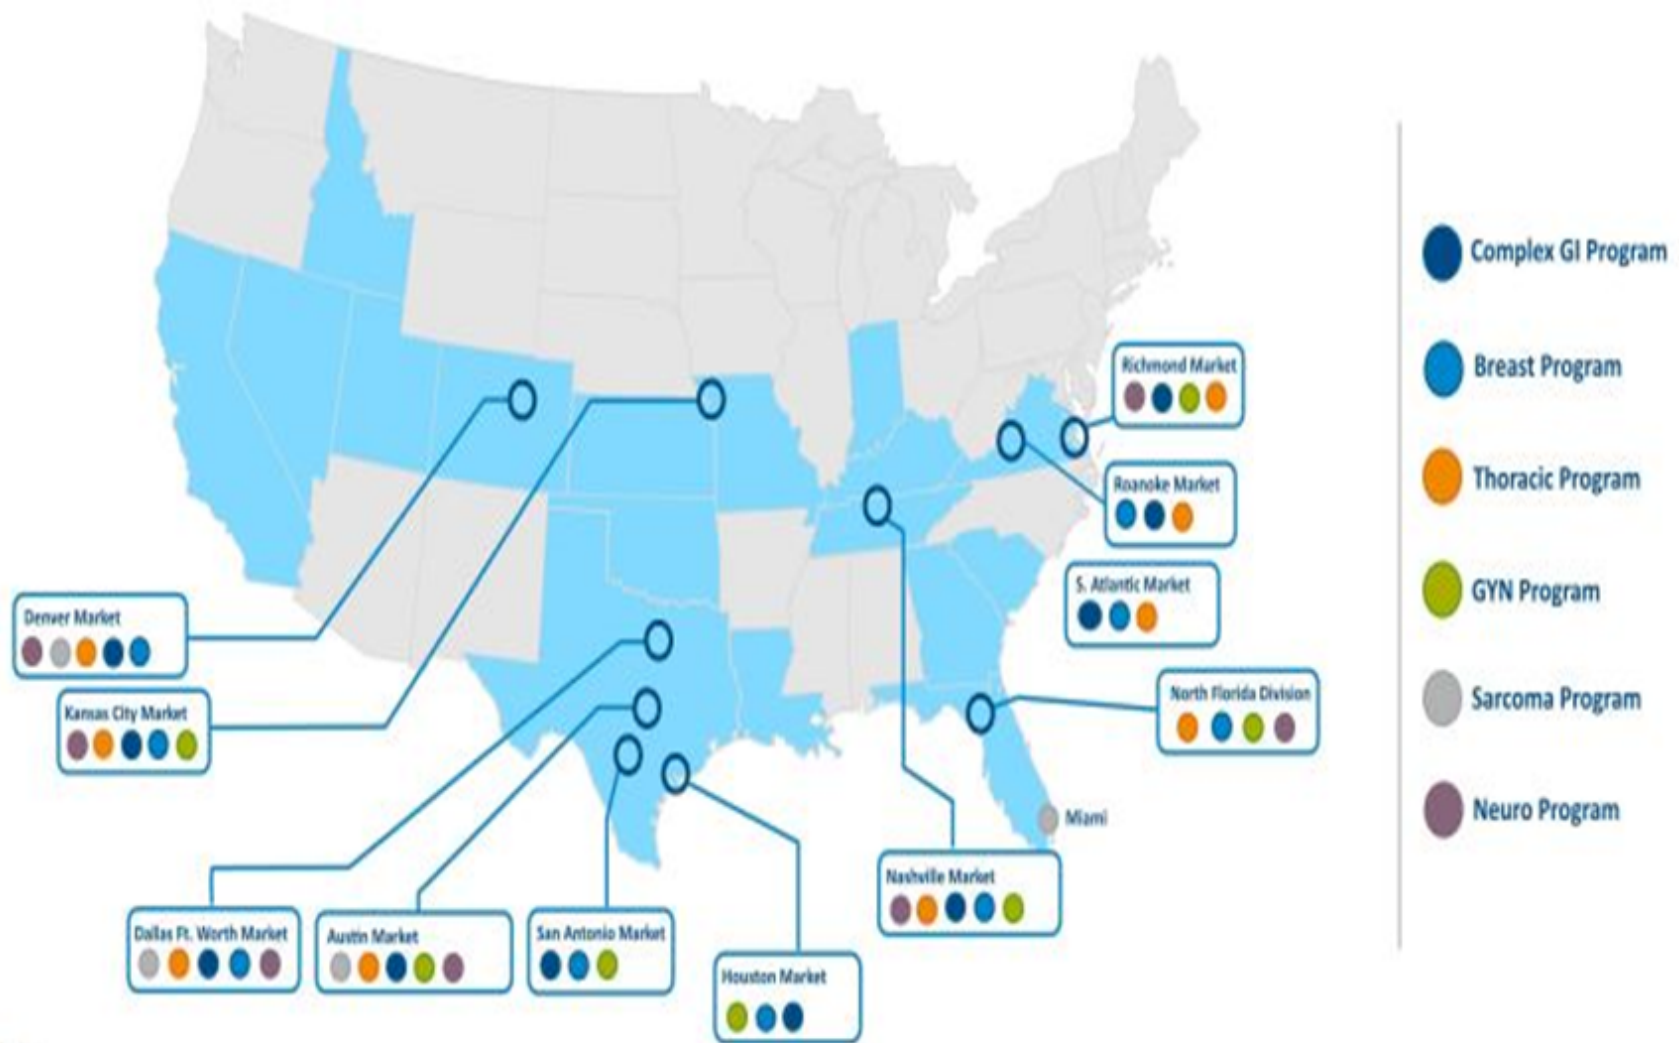 Richmond Market
Roanoke Market
S. Atlantic Market
North Florida Division
Miami
Denver Market
Kansas City Market
Nashville Market
Dallas Ft. Worth Market
Austin Market
San Antonio Market
Houston Market
Complex GI Program
Breast Program
Thoracic Program
GYN Program
Sarcoma Program
Neuro Program